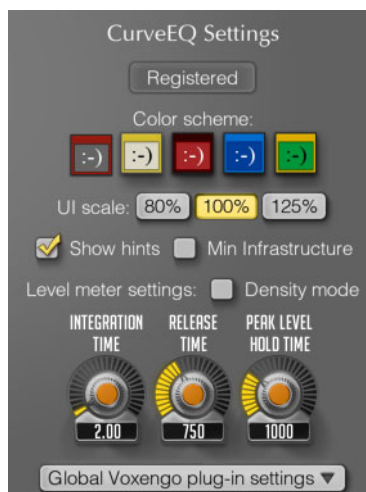 CurveEQ Settings
Registered
Color scheme:
:-) :-) :-) :-) :-)
UI scale: 80% 100% 125%
Show hints Min Infrastructure
Level meter settings: Density mode
INTEGRATION TIME RELEASE TIME PEAK LEVEL HOLD TIME
2.00 750 1000
Global Voxengo plug-in settings ▼